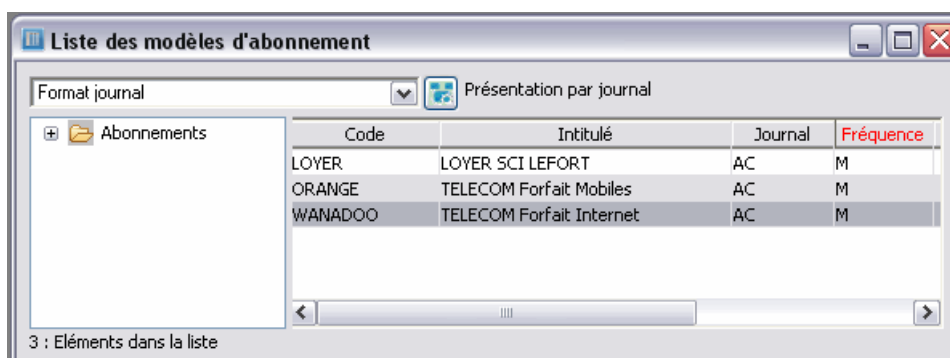 Liste des modèles d'abonnement
Format journal Présentation par journal
Abonnements
Code Intitulé Journal Fréquence
LOYER LOYER SCI LEFORT AC M
ORANGE TELECOM Forfait Mobiles AC M
WANADOO TELECOM Forfait Internet AC M
3 : Eléments dans la liste